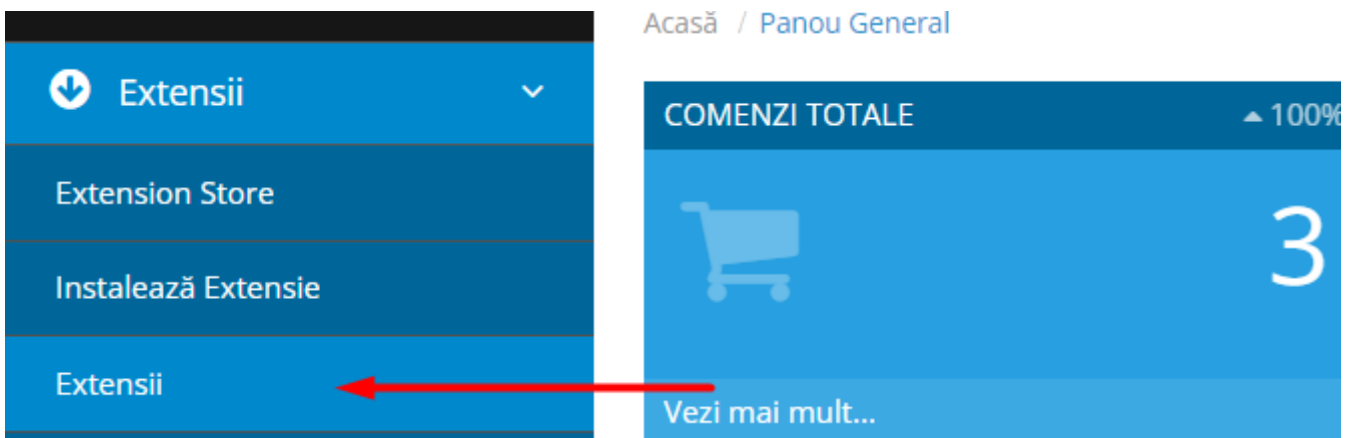 Acasă / Panou General
Extensii
Extension Store
Instalează Extensie
Extensii
COMENZI TOTALE 100%
3
Vezi mai mult...